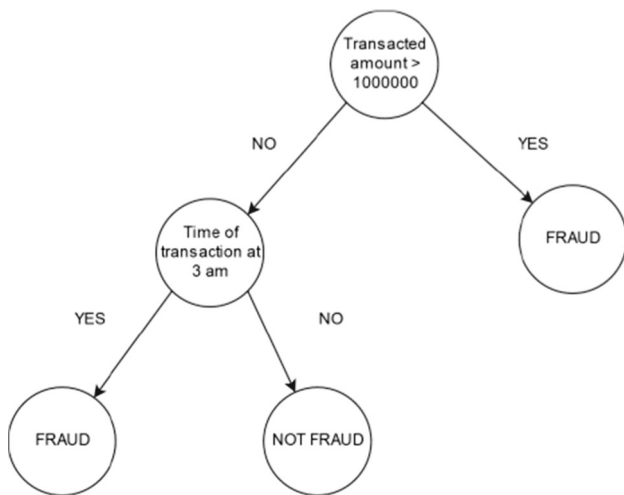 Transacted
amount >
1000000
NO
YES
Time of
transaction at
3 am
FRAUD
YES
NO
FRAUD
NOT FRAUD